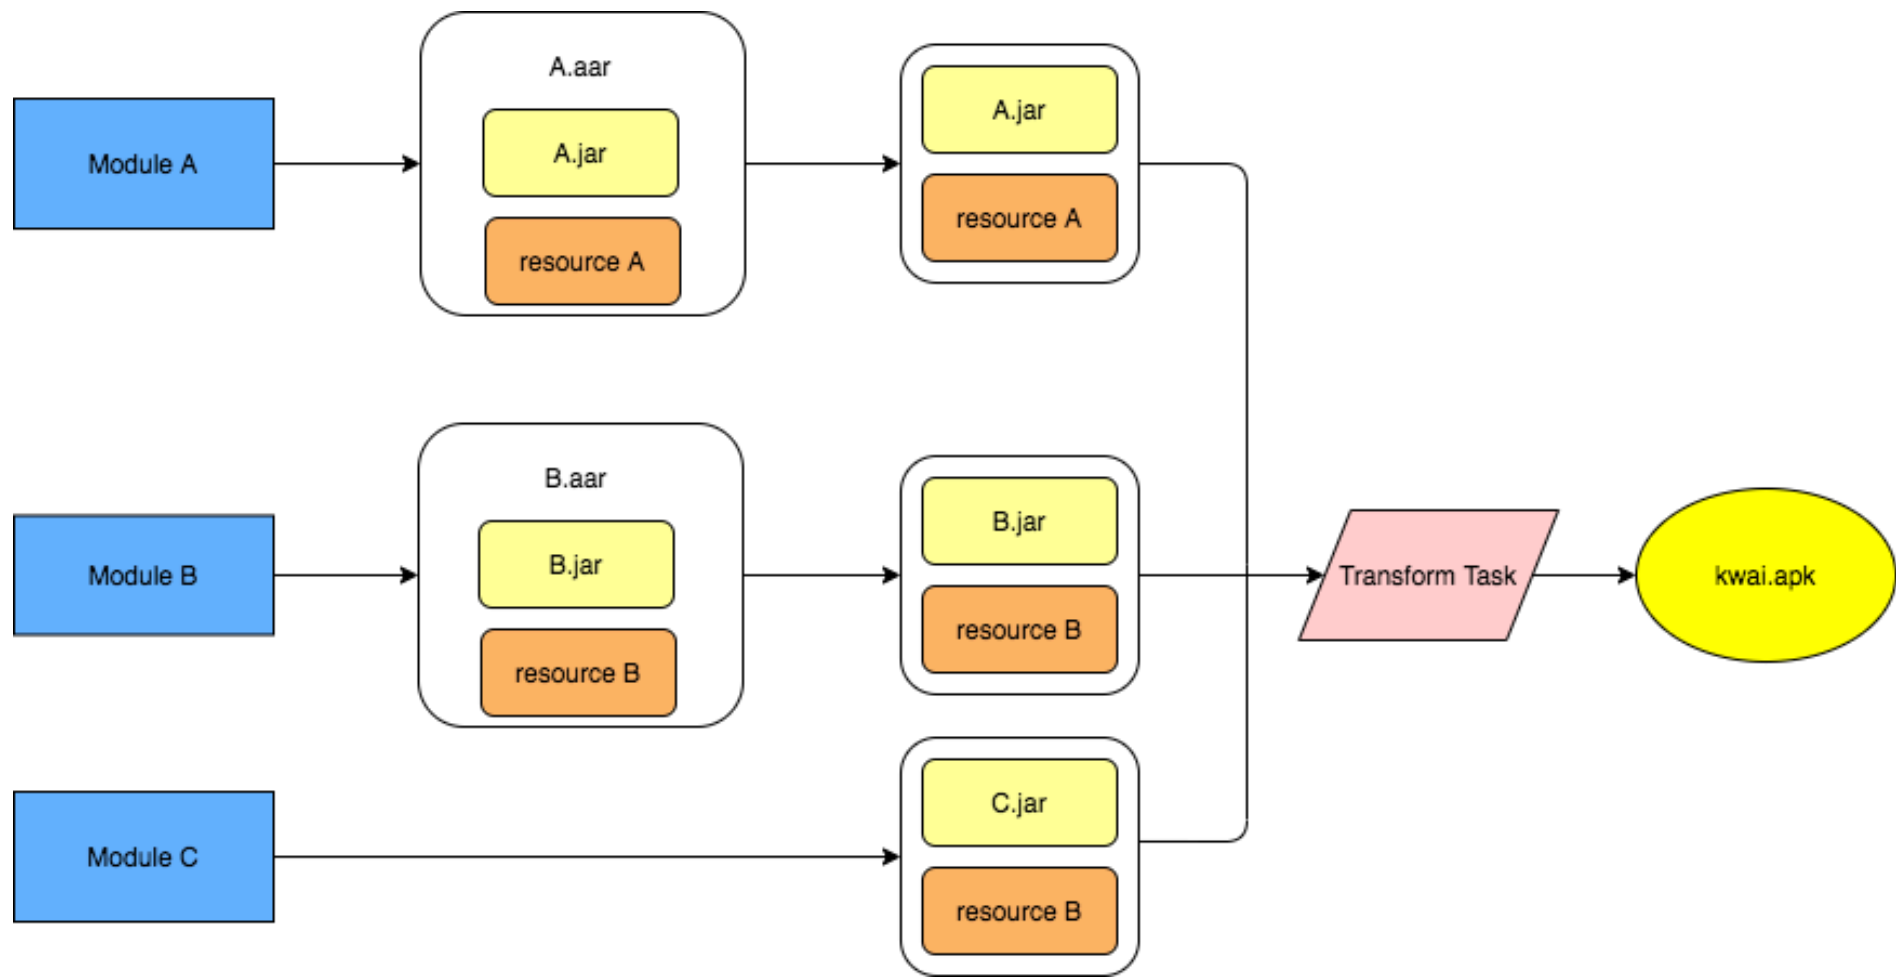 Module A
A.aar
A.jar
resource A
A.jar
resource A
Module B
B.aar
B.jar
resource B
B.jar
resource B
Transform Task
kwai.apk
Module C
C.jar
resource B